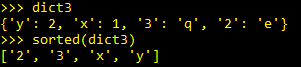 >>> dict3
{'y': 2, 'x': 1, '3': 'q', '2': 'e'}
>>> sorted(dict3)
['2', '3', 'x', 'y']